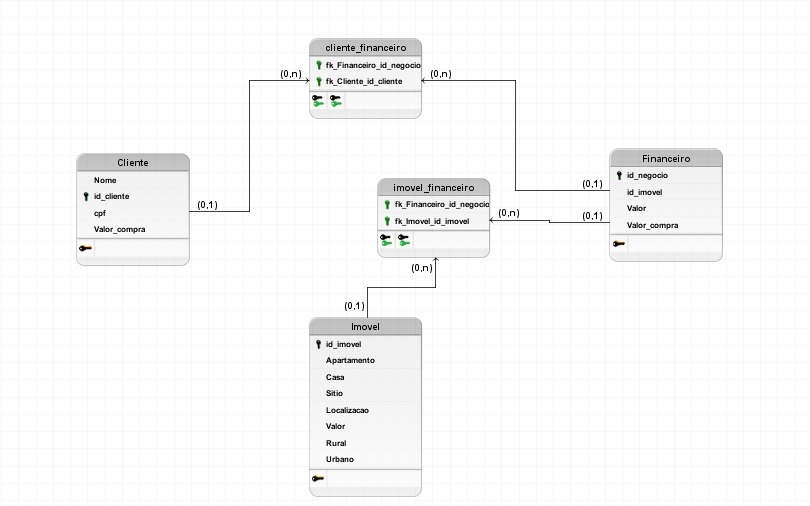 cliente_financeiro
fk_Financeiro_id_negocio
fk_Cliente_id_cliente
(0,n)
(0,n)
Cliente
Nome
id_cliente
cpf
Valor_compra
(0,1)
Financeiro
id_negocio
id_imovel
Valor
Valor_compra
(0,1)
(0,1)
imovel_financeiro
fk_Financeiro_id_negoc
fk_Imovel_id_imovel
(0,n)
(0,n)
(0,1)
Imovel
id_imovel
Apartamento
Casa
Sitio
Localizacao
Valor
Rural
Urbano